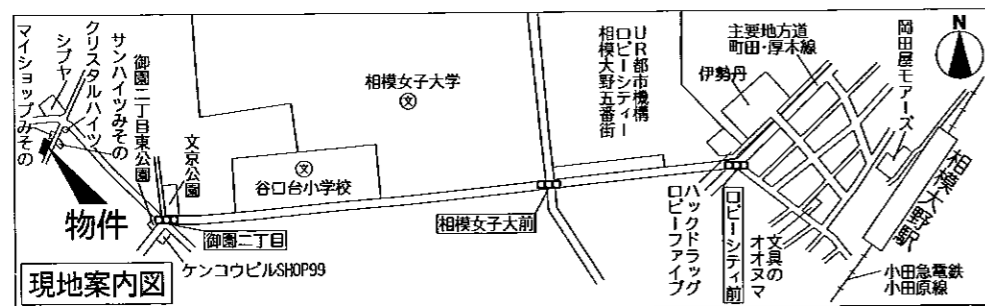 マイショップみその
シブヤ
クリスタルハイツ
サンハイツみその
御園二丁目東公園
文京公園
物件
御園二丁目
ケンコウビルSHOP99
現地案内図
相模女子大学
文
文
谷口台小学校
相模女子大前
UR都市機構
ロビーシティー
相模大野五番街
主要地方道
町田・厚木線
伊勢丹
岡田屋モアーズ
N
相模大野駅
ハックドラッグ
ロビーファイブ
ロビーシティ前
文具の
オオヌマ
小田急電鉄
小田原線